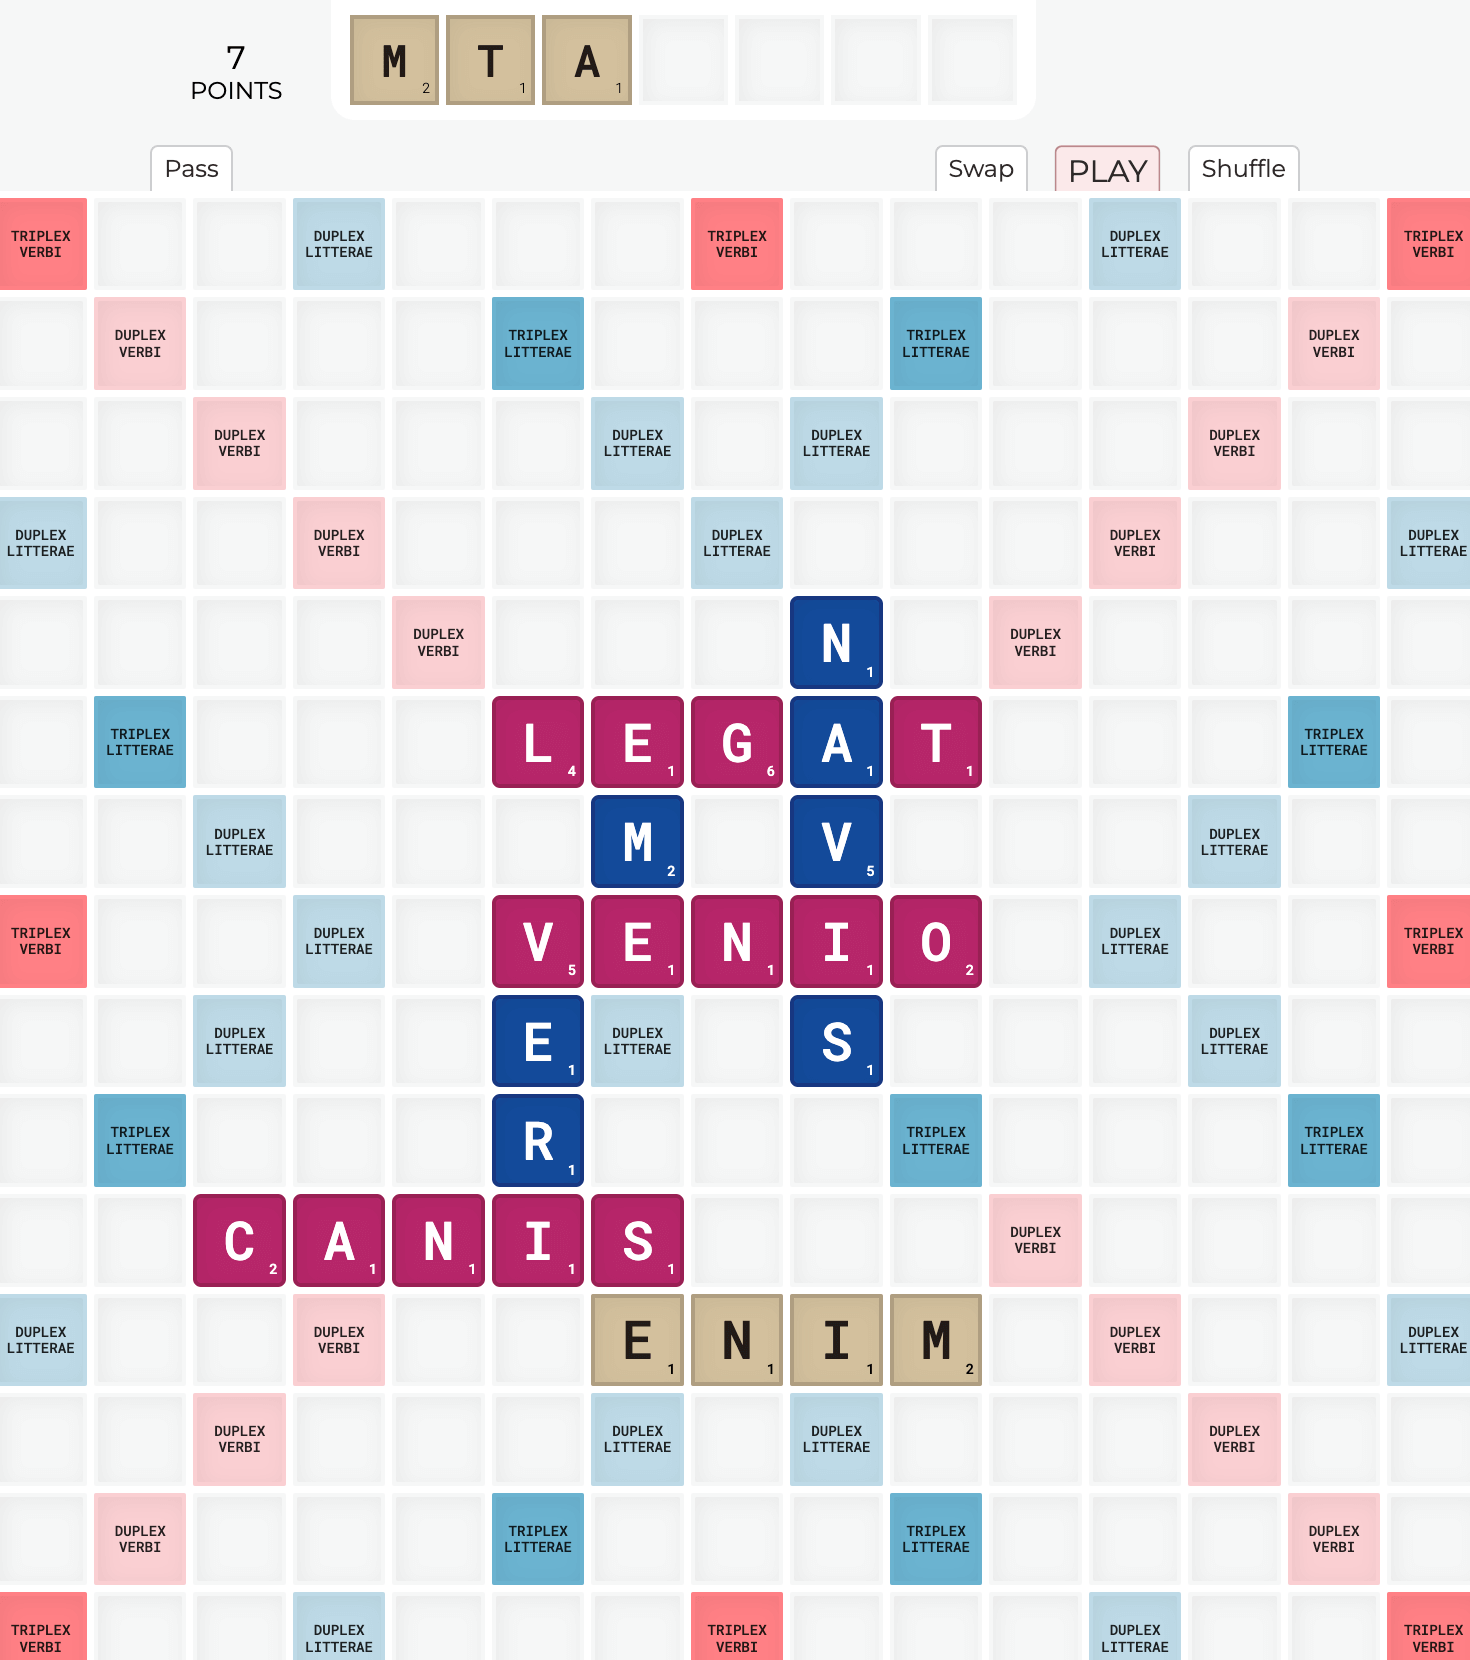 7
POINTS
M 2 T 1 A 1
Pass Swap PLAY Shuffle
TRIPLEX VERBI DUPLEX LITTERAE TRIPLEX VERBI DUPLEX LITTERAE TRIPLEX VERBI
DUPLEX VERBI TRIPLEX LITTERAE TRIPLEX LITTERAE DUPLEX VERBI
DUPLEX VERBI DUPLEX LITTERAE DUPLEX LITTERAE DUPLEX VERBI
DUPLEX LITTERAE DUPLEX VERBI DUPLEX LITTERAE DUPLEX VERBI DUPLEX LITTERAE
DUPLEX VERBI N 1 DUPLEX VERBI
TRIPLEX LITTERAE L 4 E 1 G 6 A 1 T 1 TRIPLEX LITTERAE
DUPLEX LITTERAE M 2 V 5 DUPLEX LITTERAE
TRIPLEX VERBI DUPLEX LITTERAE V 5 E 1 N 1 I 1 O 2 DUPLEX LITTERAE TRIPLEX VERBI
DUPLEX LITTERAE E 1 DUPLEX LITTERAE S 1 DUPLEX LITTERAE
TRIPLEX LITTERAE R 1 TRIPLEX LITTERAE TRIPLEX LITTERAE
C 2 A 1 N 1 I 1 S 1 DUPLEX VERBI
DUPLEX LITTERAE DUPLEX VERBI E 1 N 1 I 1 M 2 DUPLEX VERBI DUPLEX LITTERAE
DUPLEX VERBI DUPLEX LITTERAE DUPLEX LITTERAE DUPLEX VERBI
DUPLEX VERBI TRIPLEX LITTERAE TRIPLEX LITTERAE DUPLEX VERBI
TRIPLEX VERBI DUPLEX LITTERAE TRIPLEX VERBI DUPLEX LITTERAE TRIPLEX VERBI